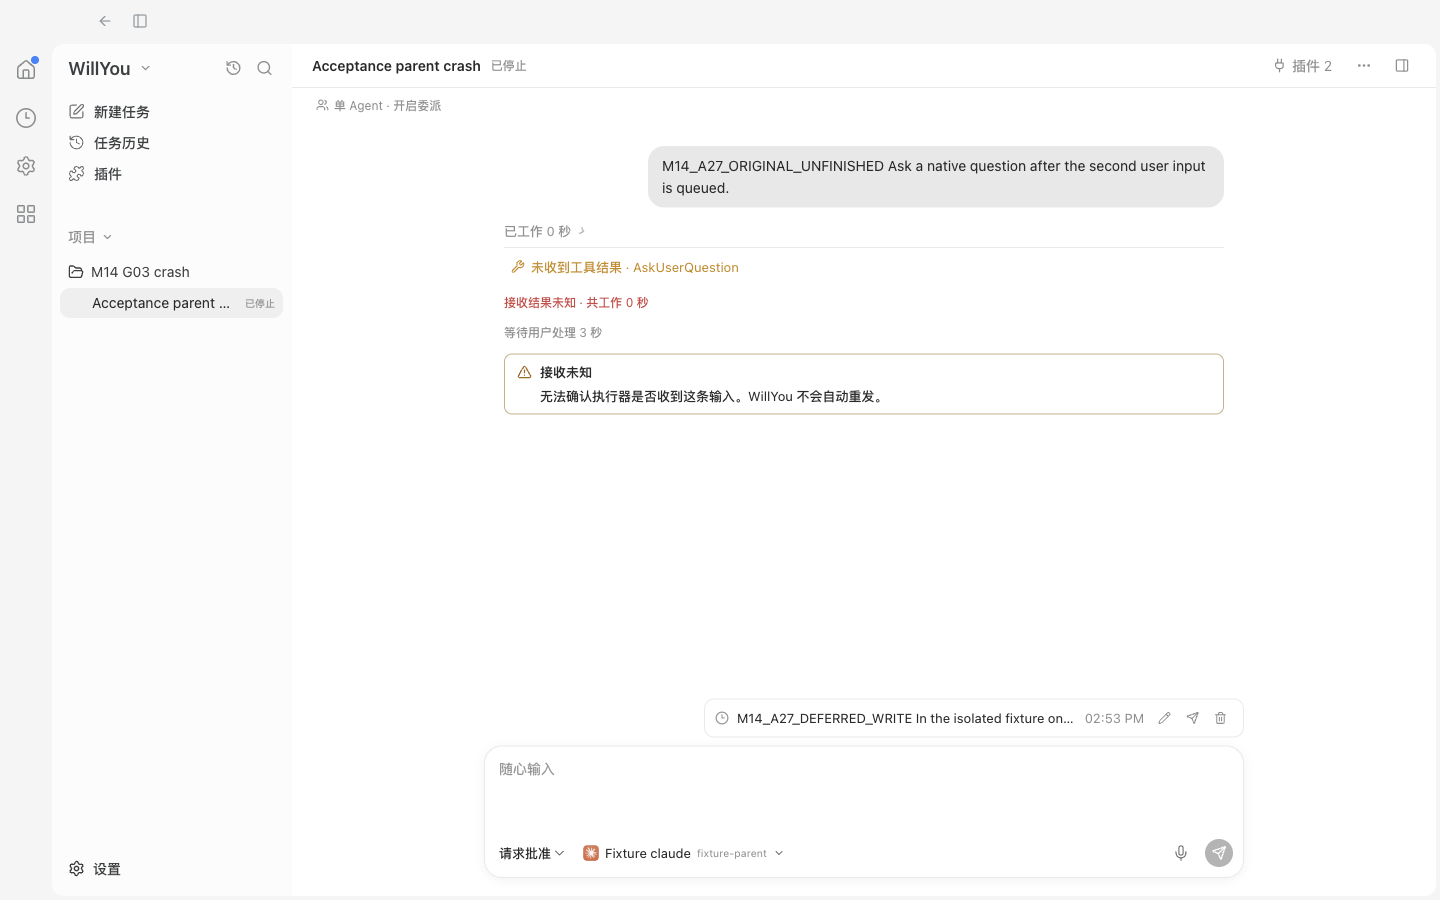 WillYou
新建任务
任务历史
插件
项目
M14 G03 crash
Acceptance parent ... 已停止
设置
Acceptance parent crash 已停止
插件 2
单 Agent · 开启委派
M14_A27_ORIGINAL_UNFINISHED Ask a native question after the second user input
is queued.
已工作 0 秒
未收到工具结果 · AskUserQuestion
接收结果未知 · 共工作 0 秒
等待用户处理 3 秒
接收未知
无法确认执行器是否收到这条输入。WillYou 不会自动重发。
M14_A27_DEFERRED_WRITE In the isolated fixture on... 02:53 PM
随心输入
请求批准 Fixture claude fixture-parent